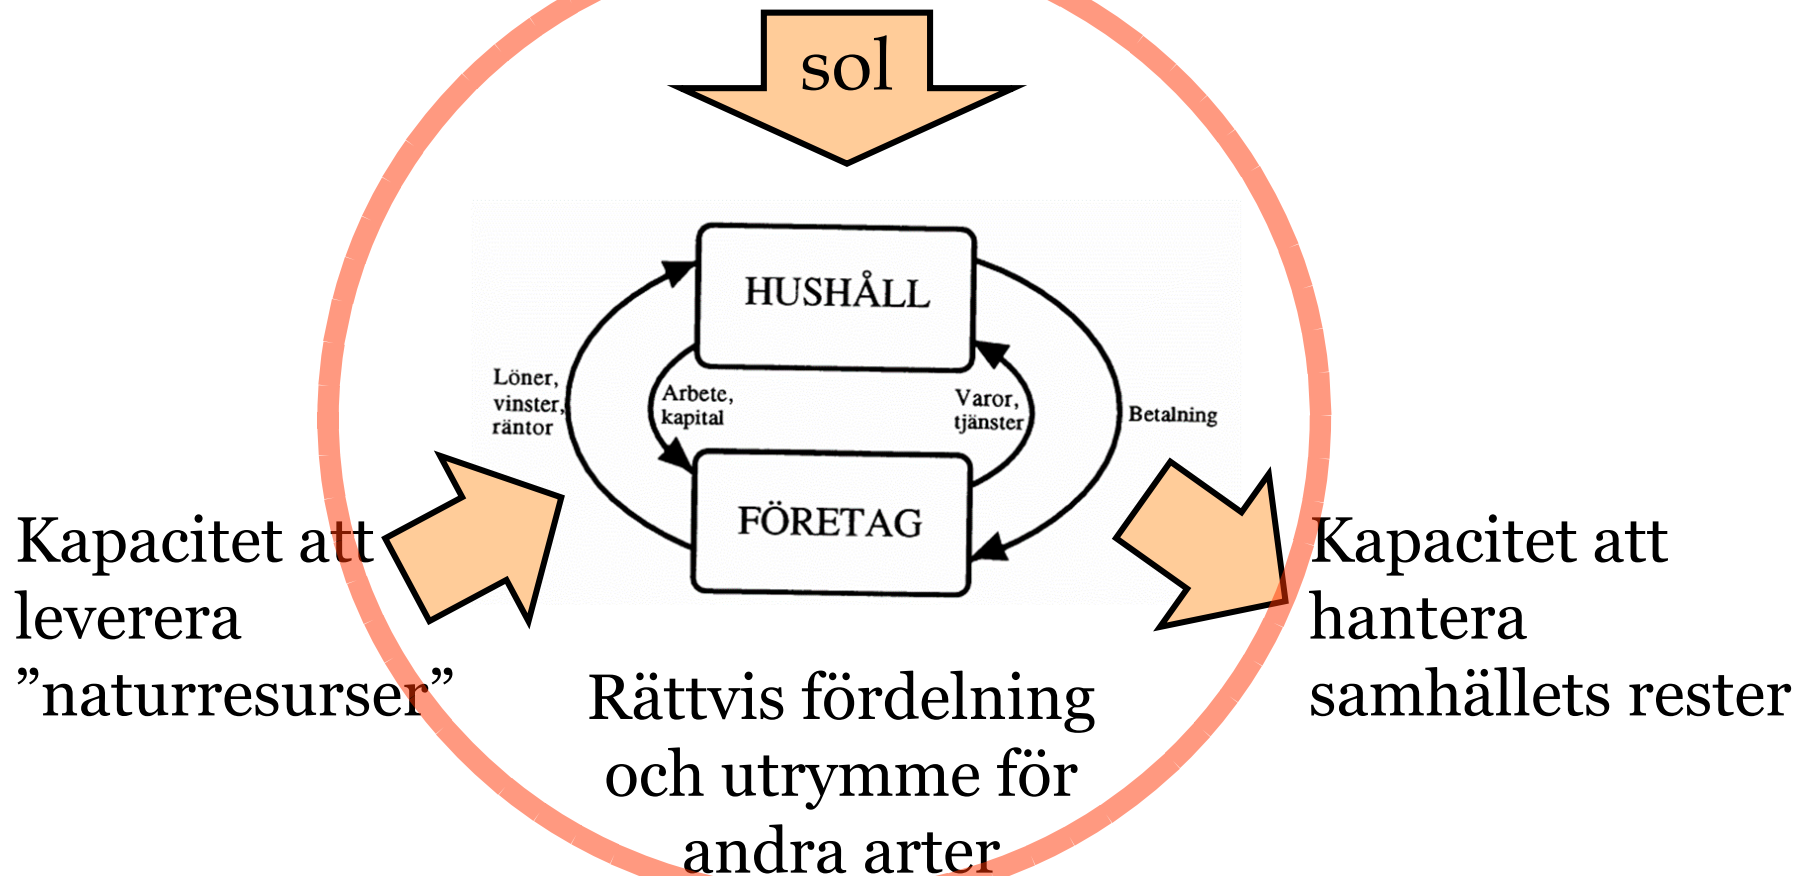 sol
HUSHÅLL
Löner,
vinster,
räntor
Arbete,
kapital
Varor,
tjänster
Betalning
FÖRETAG
Kapacitet att
leverera
”naturresurser”
Kapacitet att
hantera
samhällets rester
Rättvis fördelning
och utrymme för
andra arter